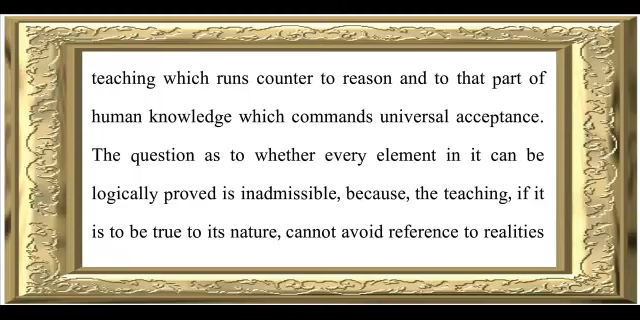 teaching which runs counter to reason and to that part of
human knowledge which commands universal acceptance.
The question as to whether every element in it can be
logically proved is inadmissible, because, the teaching, if it
is to be true to its nature, cannot avoid reference to realities